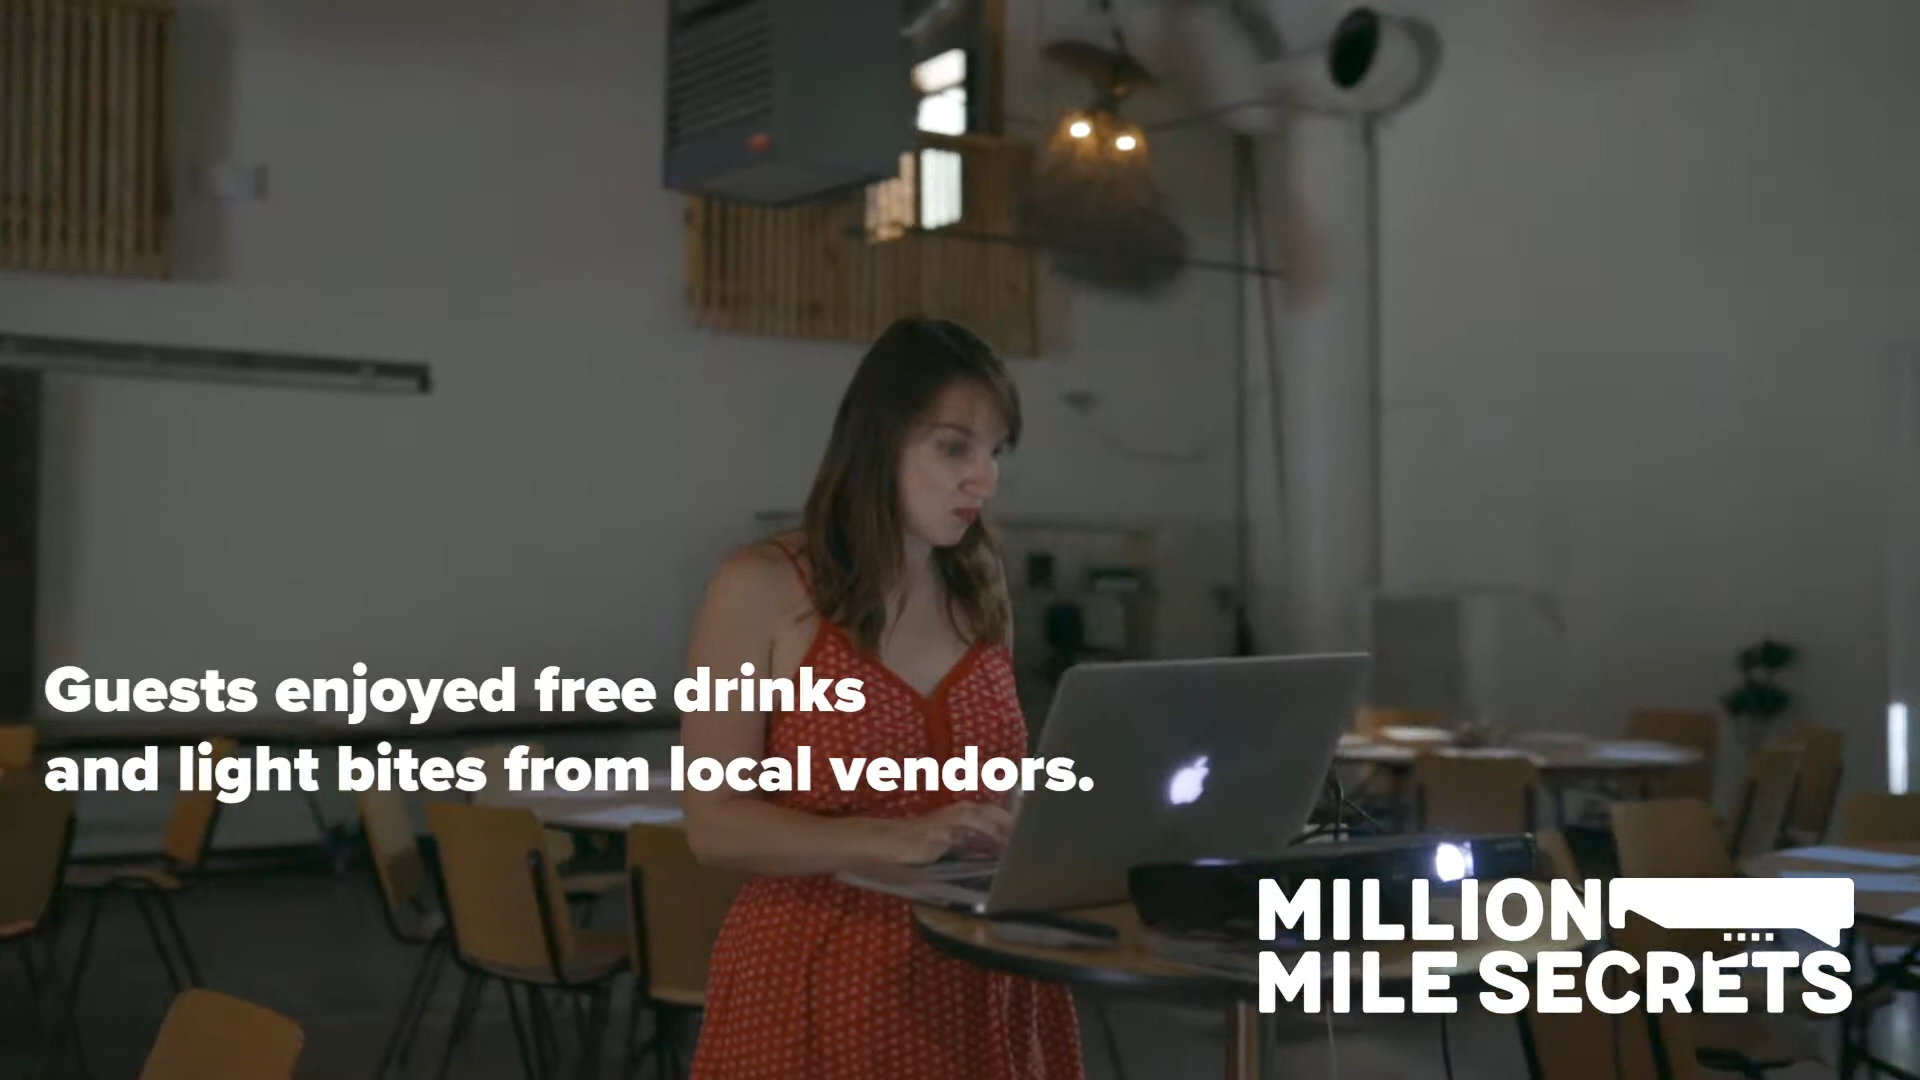 Guests enjoyed free drinks
and light bites from local vendors.
MILLION
MILE SECRETS